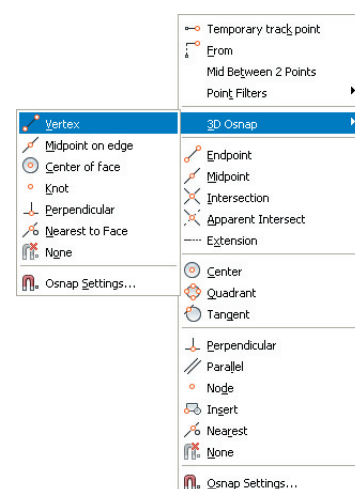 Temporary track point
From
Mid Between 2 Points
Point Filters
3D Osnap
Vertex
Midpoint on edge
Center of face
Knot
Perpendicular
Nearest to Face
None
Osnap Settings...
Endpoint
Midpoint
Intersection
Apparent Intersect
Extension
Center
Quadrant
Tangent
Perpendicular
Parallel
Node
Insert
Nearest
None
Osnap Settings...